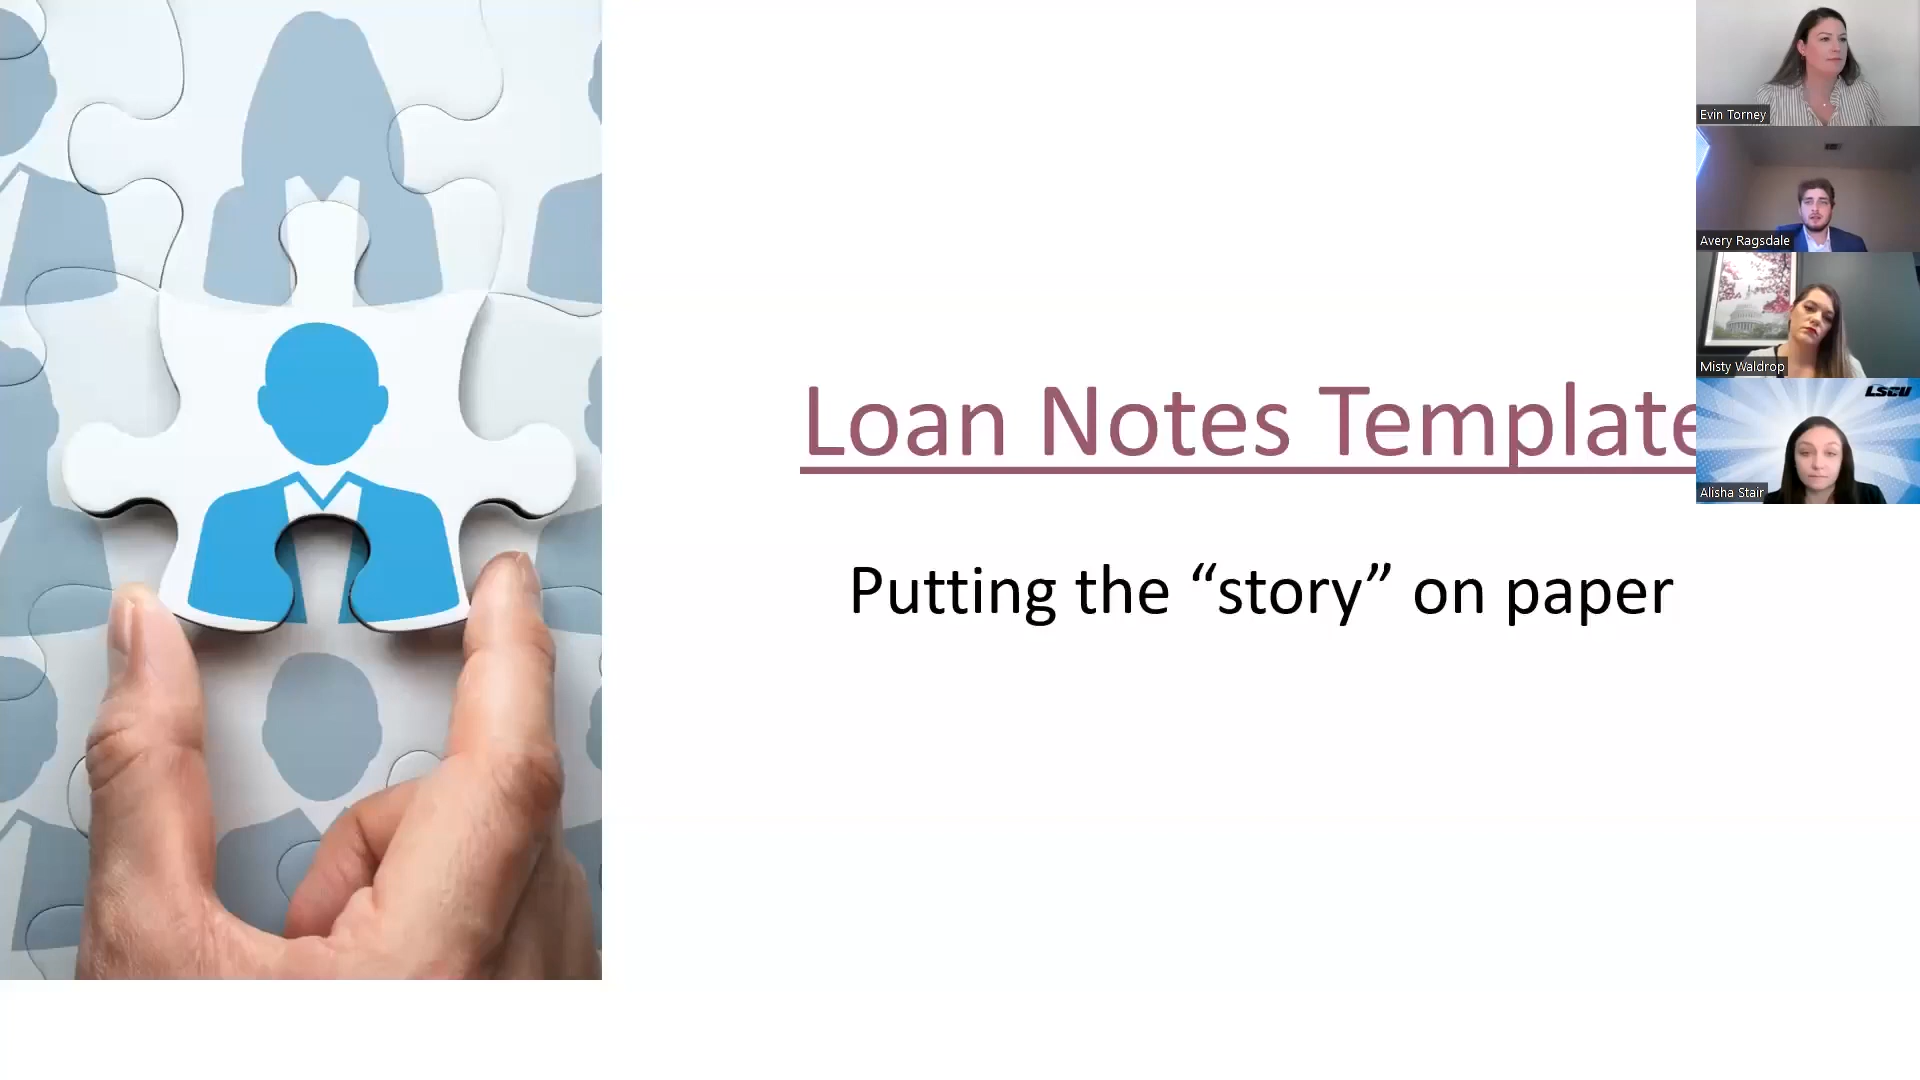 Loan Notes Template
Putting the “story” on paper
Evin Torney
Avery Ragsdale
Misty Waldrop
LSCU
Alisha Stair